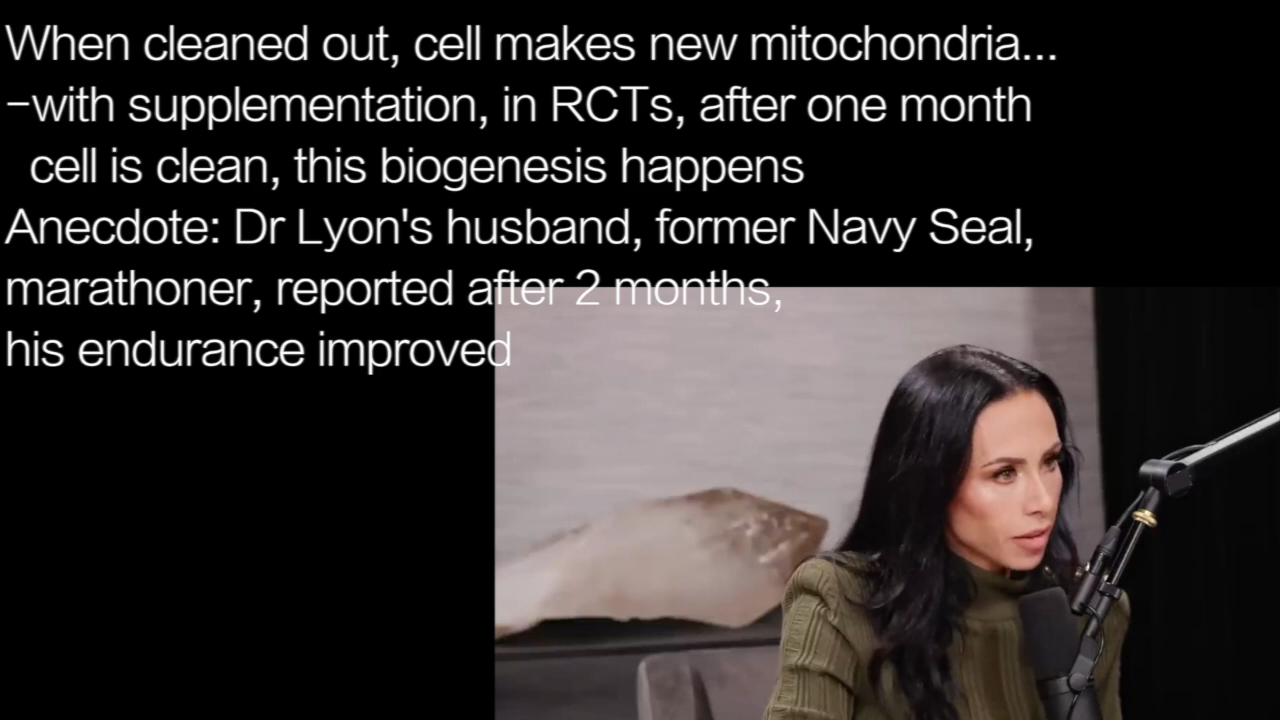 When cleaned out, cell makes new mitochondria...
-with supplementation, in RCTs, after one month
cell is clean, this biogenesis happens
Anecdote: Dr Lyon's husband, former Navy Seal,
marathoner, reported after 2 months,
his endurance improved